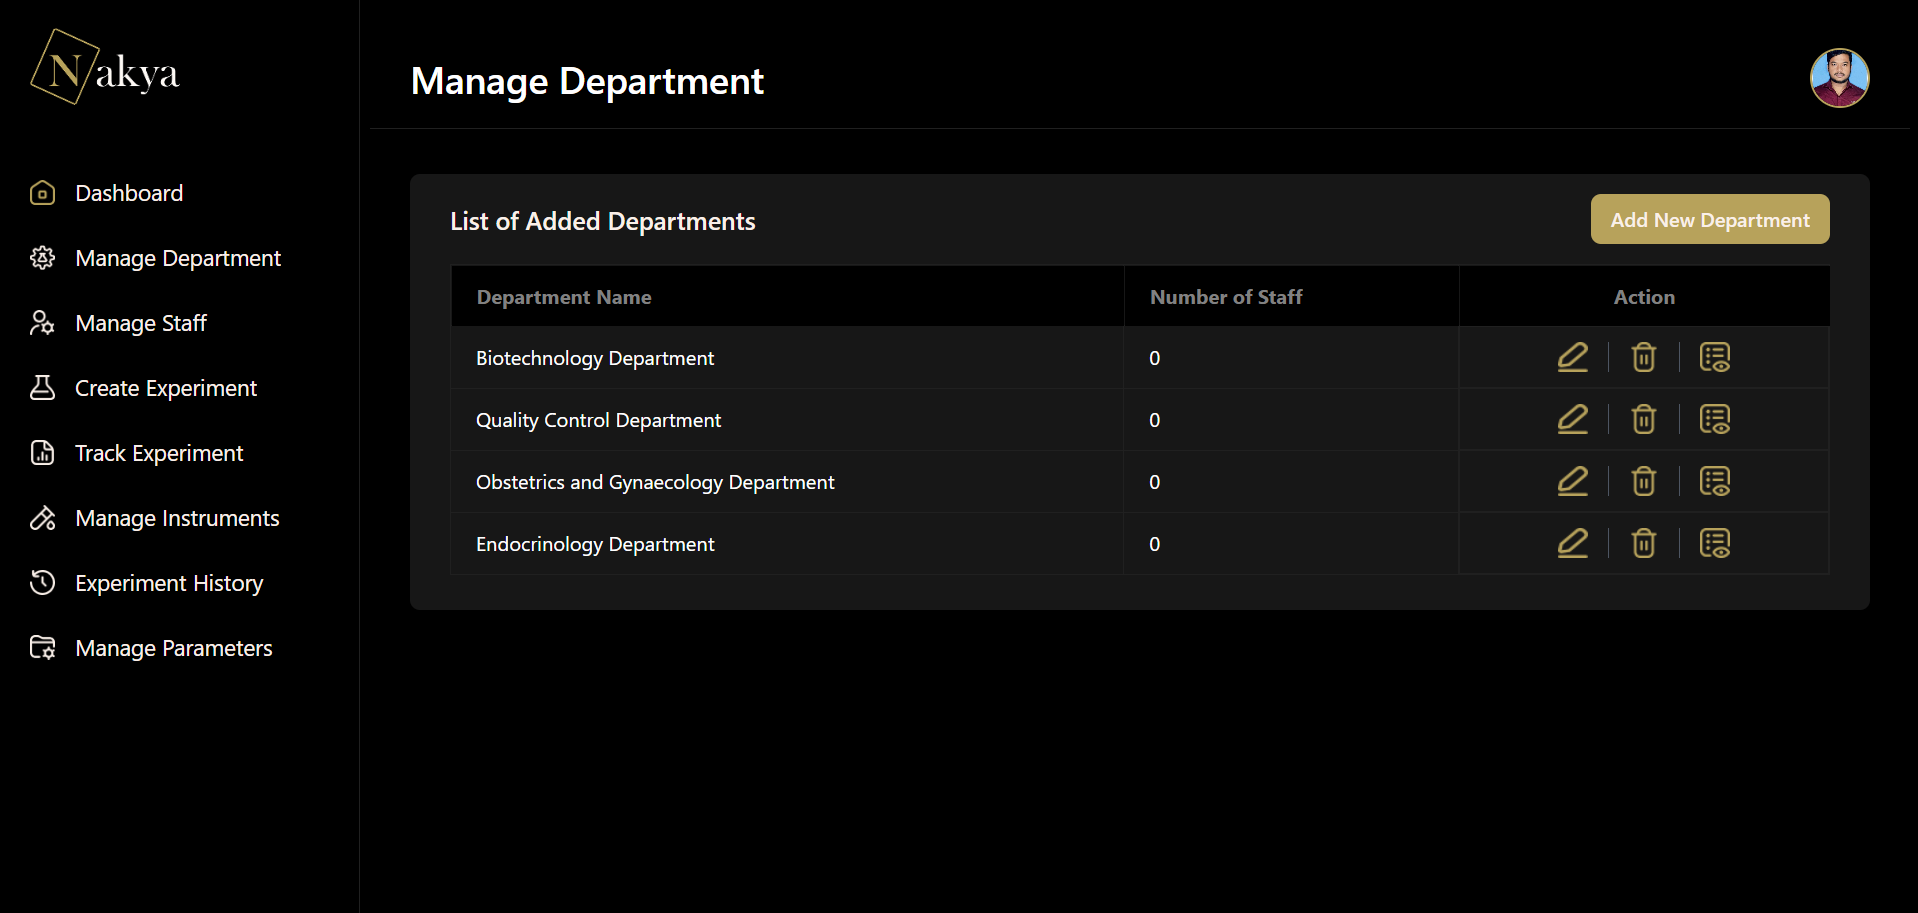 Nakya
Manage Department
Dashboard
Manage Department
Manage Staff
Create Experiment
Track Experiment
Manage Instruments
Experiment History
Manage Parameters
List of Added Departments
Add New Department
Department Name Number of Staff Action
Biotechnology Department 0
Quality Control Department 0
Obstetrics and Gynaecology Department 0
Endocrinology Department 0